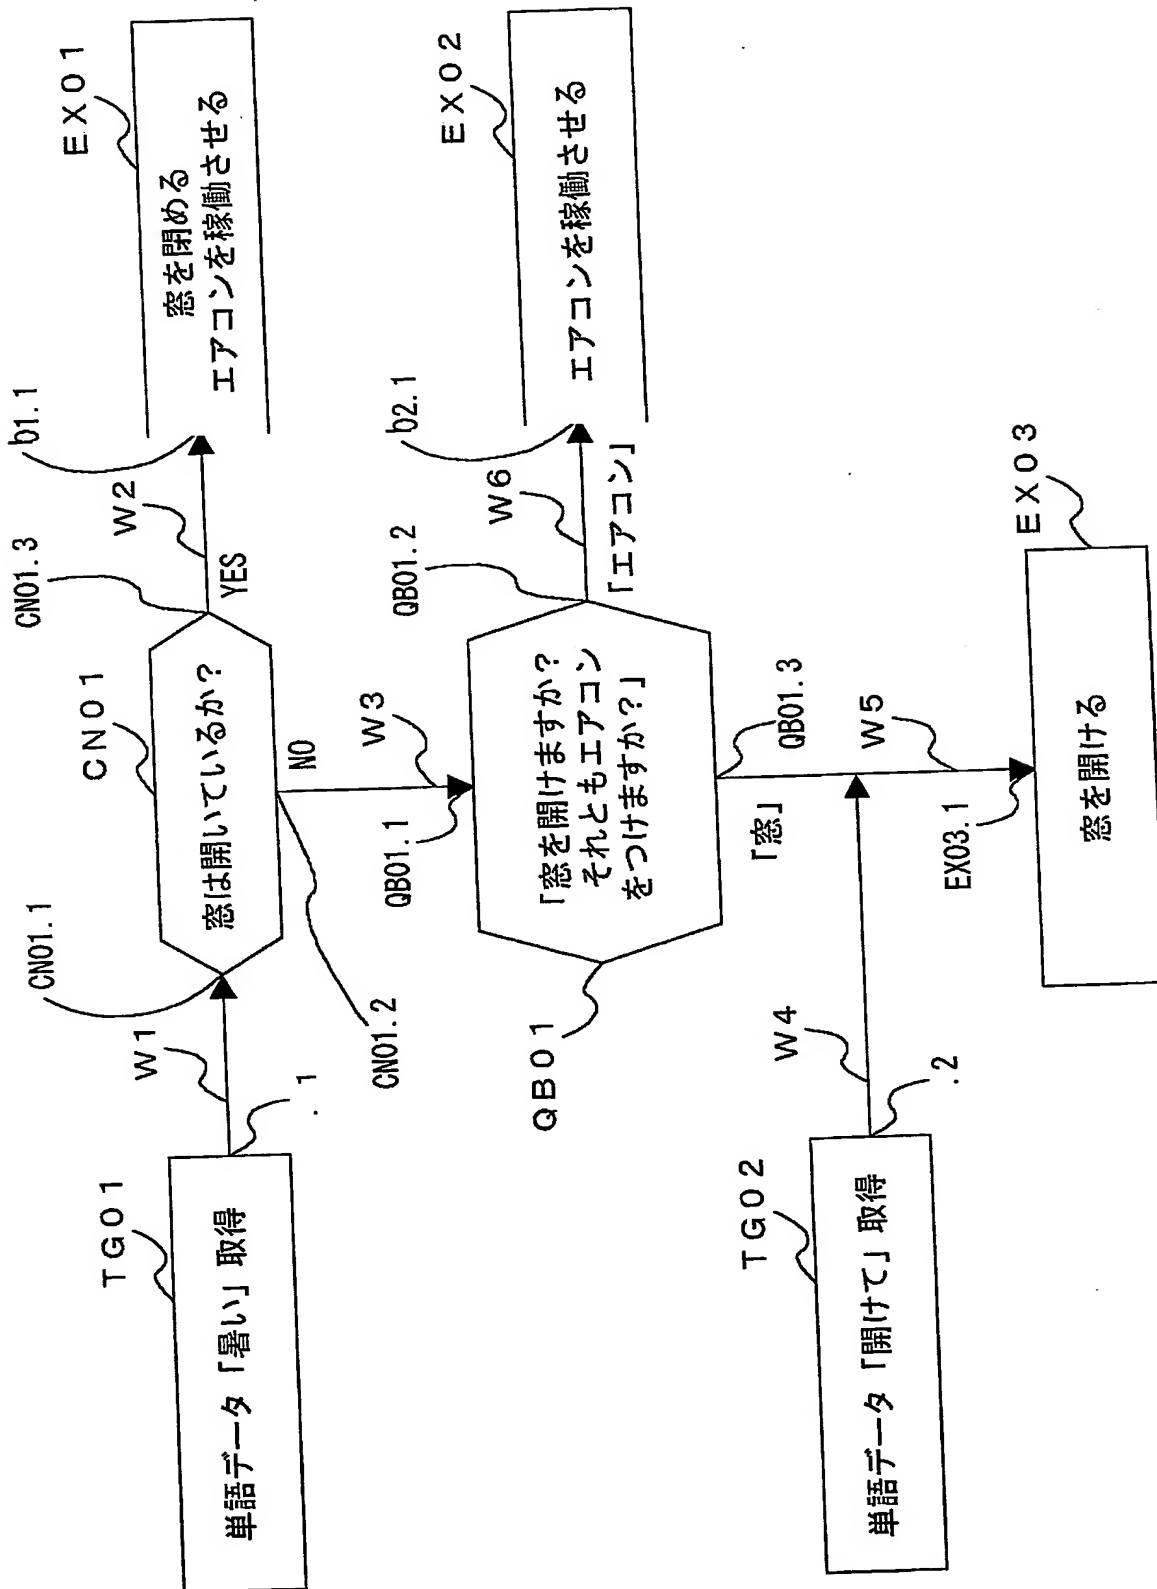 TG01
単語データ「暑い」取得
.1
W1
CN01.1
CN01
窓は開いているか?
CN01.3
YES
W2
b1.1
EX01
窓を閉める
エアコンを稼働させる
CN01.2
NO
W3
QB01.1
QB01
「窓を開けますか?
それともエアコン
をつけますか?」
QB01.2
「エアコン」
W6
b2.1
EX02
エアコンを稼働させる
QB01.3
「窓」
W5
TG02
単語データ「開けて」取得
.2
W4
EX03.1
EX03
窓を開ける